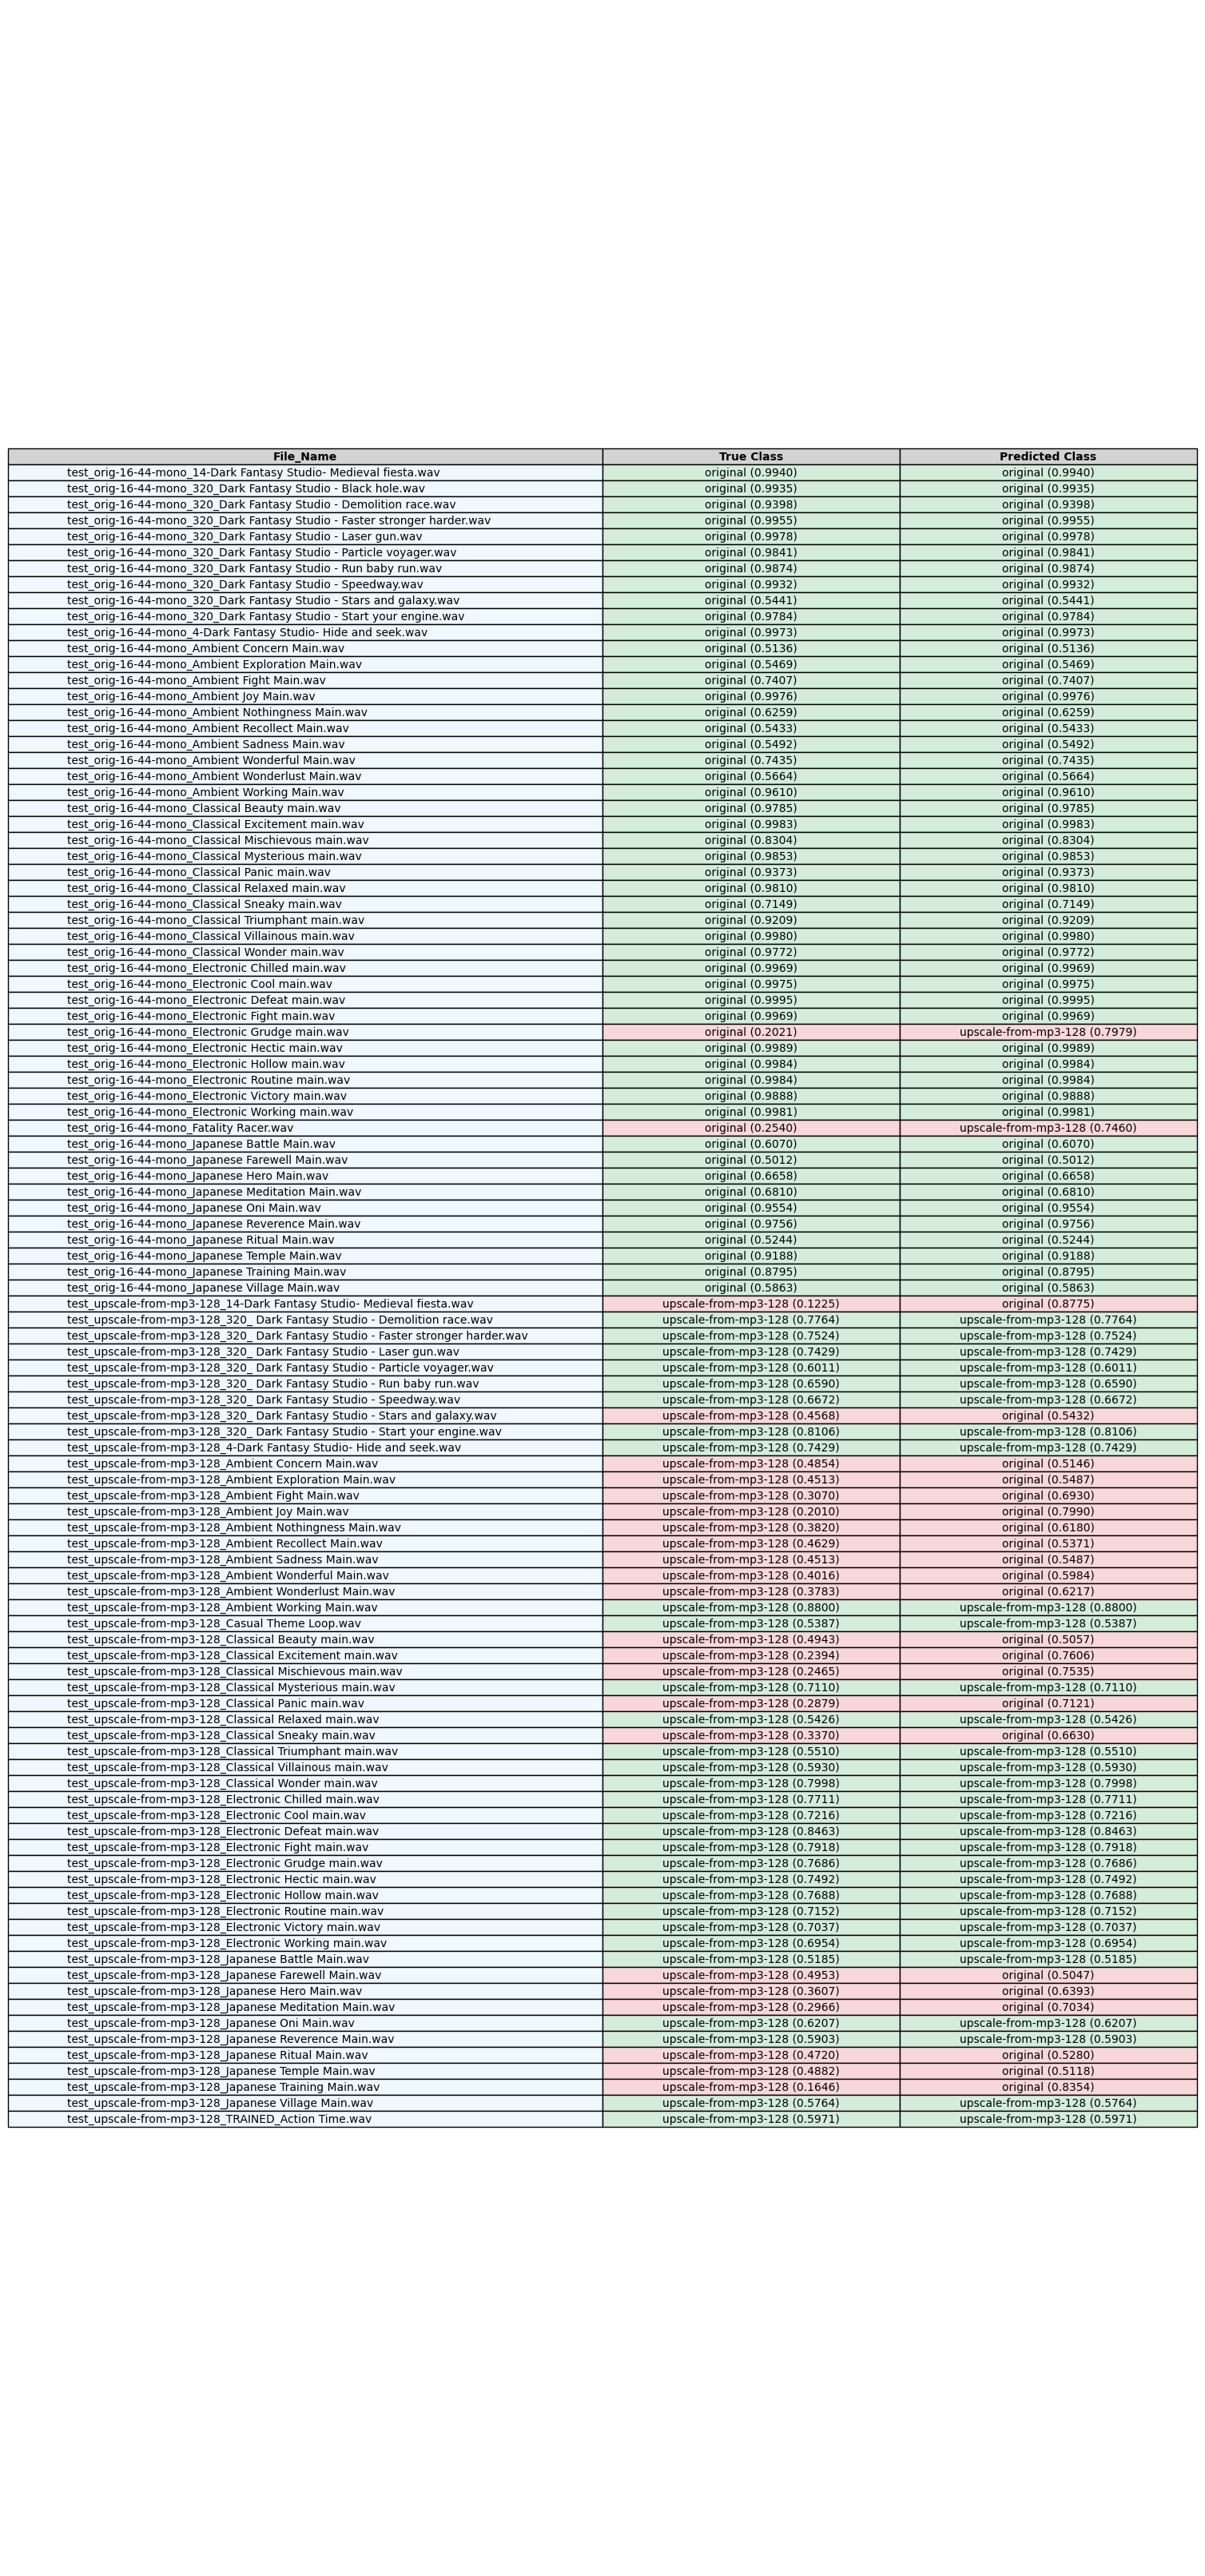 File_Name True Class Predicted Class
test_orig-16-44-mono_14-Dark Fantasy Studio- Medieval fiesta.wav original (0.9940) original (0.9940)
test_orig-16-44-mono_320_Dark Fantasy Studio - Black hole.wav original (0.9935) original (0.9935)
test_orig-16-44-mono_320_Dark Fantasy Studio - Demolition race.wav original (0.9398) original (0.9398)
test_orig-16-44-mono_320_Dark Fantasy Studio - Faster stronger harder.wav original (0.9955) original (0.9955)
test_orig-16-44-mono_320_Dark Fantasy Studio - Laser gun.wav original (0.9978) original (0.9978)
test_orig-16-44-mono_320_Dark Fantasy Studio - Particle voyager.wav original (0.9841) original (0.9841)
test_orig-16-44-mono_320_Dark Fantasy Studio - Run baby run.wav original (0.9874) original (0.9874)
test_orig-16-44-mono_320_Dark Fantasy Studio - Speedway.wav original (0.9932) original (0.9932)
test_orig-16-44-mono_320_Dark Fantasy Studio - Stars and galaxy.wav original (0.5441) original (0.5441)
test_orig-16-44-mono_320_Dark Fantasy Studio - Start your engine.wav original (0.9784) original (0.9784)
test_orig-16-44-mono_4-Dark Fantasy Studio- Hide and seek.wav original (0.9973) original (0.9973)
test_orig-16-44-mono_Ambient Concern Main.wav original (0.5136) original (0.5136)
test_orig-16-44-mono_Ambient Exploration Main.wav original (0.5469) original (0.5469)
test_orig-16-44-mono_Ambient Fight Main.wav original (0.7407) original (0.7407)
test_orig-16-44-mono_Ambient Joy Main.wav original (0.9976) original (0.9976)
test_orig-16-44-mono_Ambient Nothingness Main.wav original (0.6259) original (0.6259)
test_orig-16-44-mono_Ambient Recollect Main.wav original (0.5433) original (0.5433)
test_orig-16-44-mono_Ambient Sadness Main.wav original (0.5492) original (0.5492)
test_orig-16-44-mono_Ambient Wonderful Main.wav original (0.7435) original (0.7435)
test_orig-16-44-mono_Ambient Wonderlust Main.wav original (0.5664) original (0.5664)
test_orig-16-44-mono_Ambient Working Main.wav original (0.9610) original (0.9610)
test_orig-16-44-mono_Classical Beauty main.wav original (0.9785) original (0.9785)
test_orig-16-44-mono_Classical Excitement main.wav original (0.9983) original (0.9983)
test_orig-16-44-mono_Classical Mischievous main.wav original (0.8304) original (0.8304)
test_orig-16-44-mono_Classical Mysterious main.wav original (0.9853) original (0.9853)
test_orig-16-44-mono_Classical Panic main.wav original (0.9373) original (0.9373)
test_orig-16-44-mono_Classical Relaxed main.wav original (0.9810) original (0.9810)
test_orig-16-44-mono_Classical Sneaky main.wav original (0.7149) original (0.7149)
test_orig-16-44-mono_Classical Triumphant main.wav original (0.9209) original (0.9209)
test_orig-16-44-mono_Classical Villainous main.wav original (0.9980) original (0.9980)
test_orig-16-44-mono_Classical Wonder main.wav original (0.9772) original (0.9772)
test_orig-16-44-mono_Electronic Chilled main.wav original (0.9969) original (0.9969)
test_orig-16-44-mono_Electronic Cool main.wav original (0.9975) original (0.9975)
test_orig-16-44-mono_Electronic Defeat main.wav original (0.9995) original (0.9995)
test_orig-16-44-mono_Electronic Fight main.wav original (0.9969) original (0.9969)
test_orig-16-44-mono_Electronic Grudge main.wav original (0.2021) upscale-from-mp3-128 (0.7979)
test_orig-16-44-mono_Electronic Hectic main.wav original (0.9989) original (0.9989)
test_orig-16-44-mono_Electronic Hollow main.wav original (0.9984) original (0.9984)
test_orig-16-44-mono_Electronic Routine main.wav original (0.9984) original (0.9984)
test_orig-16-44-mono_Electronic Victory main.wav original (0.9888) original (0.9888)
test_orig-16-44-mono_Electronic Working main.wav original (0.9981) original (0.9981)
test_orig-16-44-mono_Fatality Racer.wav original (0.2540) upscale-from-mp3-128 (0.7460)
test_orig-16-44-mono_Japanese Battle Main.wav original (0.6070) original (0.6070)
test_orig-16-44-mono_Japanese Farewell Main.wav original (0.5012) original (0.5012)
test_orig-16-44-mono_Japanese Hero Main.wav original (0.6658) original (0.6658)
test_orig-16-44-mono_Japanese Meditation Main.wav original (0.6810) original (0.6810)
test_orig-16-44-mono_Japanese Oni Main.wav original (0.9554) original (0.9554)
test_orig-16-44-mono_Japanese Reverence Main.wav original (0.9756) original (0.9756)
test_orig-16-44-mono_Japanese Ritual Main.wav original (0.5244) original (0.5244)
test_orig-16-44-mono_Japanese Temple Main.wav original (0.9188) original (0.9188)
test_orig-16-44-mono_Japanese Training Main.wav original (0.8795) original (0.8795)
test_orig-16-44-mono_Japanese Village Main.wav original (0.5863) original (0.5863)
test_upscale-from-mp3-128_14-Dark Fantasy Studio- Medieval fiesta.wav upscale-from-mp3-128 (0.1225) original (0.8775)
test_upscale-from-mp3-128_320_ Dark Fantasy Studio - Demolition race.wav upscale-from-mp3-128 (0.7764) upscale-from-mp3-128 (0.7764)
test_upscale-from-mp3-128_320_ Dark Fantasy Studio - Faster stronger harder.wav upscale-from-mp3-128 (0.7524) upscale-from-mp3-128 (0.7524)
test_upscale-from-mp3-128_320_ Dark Fantasy Studio - Laser gun.wav upscale-from-mp3-128 (0.7429) upscale-from-mp3-128 (0.7429)
test_upscale-from-mp3-128_320_ Dark Fantasy Studio - Particle voyager.wav upscale-from-mp3-128 (0.6011) upscale-from-mp3-128 (0.6011)
test_upscale-from-mp3-128_320_ Dark Fantasy Studio - Run baby run.wav upscale-from-mp3-128 (0.6590) upscale-from-mp3-128 (0.6590)
test_upscale-from-mp3-128_320_ Dark Fantasy Studio - Speedway.wav upscale-from-mp3-128 (0.6672) upscale-from-mp3-128 (0.6672)
test_upscale-from-mp3-128_320_ Dark Fantasy Studio - Stars and galaxy.wav upscale-from-mp3-128 (0.4568) original (0.5432)
test_upscale-from-mp3-128_320_ Dark Fantasy Studio - Start your engine.wav upscale-from-mp3-128 (0.8106) upscale-from-mp3-128 (0.8106)
test_upscale-from-mp3-128_4-Dark Fantasy Studio- Hide and seek.wav upscale-from-mp3-128 (0.7429) upscale-from-mp3-128 (0.7429)
test_upscale-from-mp3-128_Ambient Concern Main.wav upscale-from-mp3-128 (0.4854) original (0.5146)
test_upscale-from-mp3-128_Ambient Exploration Main.wav upscale-from-mp3-128 (0.4513) original (0.5487)
test_upscale-from-mp3-128_Ambient Fight Main.wav upscale-from-mp3-128 (0.3070) original (0.6930)
test_upscale-from-mp3-128_Ambient Joy Main.wav upscale-from-mp3-128 (0.2010) original (0.7990)
test_upscale-from-mp3-128_Ambient Nothingness Main.wav upscale-from-mp3-128 (0.3820) original (0.6180)
test_upscale-from-mp3-128_Ambient Recollect Main.wav upscale-from-mp3-128 (0.4629) original (0.5371)
test_upscale-from-mp3-128_Ambient Sadness Main.wav upscale-from-mp3-128 (0.4513) original (0.5487)
test_upscale-from-mp3-128_Ambient Wonderful Main.wav upscale-from-mp3-128 (0.4016) original (0.5984)
test_upscale-from-mp3-128_Ambient Wonderlust Main.wav upscale-from-mp3-128 (0.3783) original (0.6217)
test_upscale-from-mp3-128_Ambient Working Main.wav upscale-from-mp3-128 (0.8800) upscale-from-mp3-128 (0.8800)
test_upscale-from-mp3-128_Casual Theme Loop.wav upscale-from-mp3-128 (0.5387) upscale-from-mp3-128 (0.5387)
test_upscale-from-mp3-128_Classical Beauty main.wav upscale-from-mp3-128 (0.4943) original (0.5057)
test_upscale-from-mp3-128_Classical Excitement main.wav upscale-from-mp3-128 (0.2394) original (0.7606)
test_upscale-from-mp3-128_Classical Mischievous main.wav upscale-from-mp3-128 (0.2465) original (0.7535)
test_upscale-from-mp3-128_Classical Mysterious main.wav upscale-from-mp3-128 (0.7110) upscale-from-mp3-128 (0.7110)
test_upscale-from-mp3-128_Classical Panic main.wav upscale-from-mp3-128 (0.2879) original (0.7121)
test_upscale-from-mp3-128_Classical Relaxed main.wav upscale-from-mp3-128 (0.5426) upscale-from-mp3-128 (0.5426)
test_upscale-from-mp3-128_Classical Sneaky main.wav upscale-from-mp3-128 (0.3370) original (0.6630)
test_upscale-from-mp3-128_Classical Triumphant main.wav upscale-from-mp3-128 (0.5510) upscale-from-mp3-128 (0.5510)
test_upscale-from-mp3-128_Classical Villainous main.wav upscale-from-mp3-128 (0.5930) upscale-from-mp3-128 (0.5930)
test_upscale-from-mp3-128_Classical Wonder main.wav upscale-from-mp3-128 (0.7998) upscale-from-mp3-128 (0.7998)
test_upscale-from-mp3-128_Electronic Chilled main.wav upscale-from-mp3-128 (0.7711) upscale-from-mp3-128 (0.7711)
test_upscale-from-mp3-128_Electronic Cool main.wav upscale-from-mp3-128 (0.7216) upscale-from-mp3-128 (0.7216)
test_upscale-from-mp3-128_Electronic Defeat main.wav upscale-from-mp3-128 (0.8463) upscale-from-mp3-128 (0.8463)
test_upscale-from-mp3-128_Electronic Fight main.wav upscale-from-mp3-128 (0.7918) upscale-from-mp3-128 (0.7918)
test_upscale-from-mp3-128_Electronic Grudge main.wav upscale-from-mp3-128 (0.7686) upscale-from-mp3-128 (0.7686)
test_upscale-from-mp3-128_Electronic Hectic main.wav upscale-from-mp3-128 (0.7492) upscale-from-mp3-128 (0.7492)
test_upscale-from-mp3-128_Electronic Hollow main.wav upscale-from-mp3-128 (0.7688) upscale-from-mp3-128 (0.7688)
test_upscale-from-mp3-128_Electronic Routine main.wav upscale-from-mp3-128 (0.7152) upscale-from-mp3-128 (0.7152)
test_upscale-from-mp3-128_Electronic Victory main.wav upscale-from-mp3-128 (0.7037) upscale-from-mp3-128 (0.7037)
test_upscale-from-mp3-128_Electronic Working main.wav upscale-from-mp3-128 (0.6954) upscale-from-mp3-128 (0.6954)
test_upscale-from-mp3-128_Japanese Battle Main.wav upscale-from-mp3-128 (0.5185) upscale-from-mp3-128 (0.5185)
test_upscale-from-mp3-128_Japanese Farewell Main.wav upscale-from-mp3-128 (0.4953) original (0.5047)
test_upscale-from-mp3-128_Japanese Hero Main.wav upscale-from-mp3-128 (0.3607) original (0.6393)
test_upscale-from-mp3-128_Japanese Meditation Main.wav upscale-from-mp3-128 (0.2966) original (0.7034)
test_upscale-from-mp3-128_Japanese Oni Main.wav upscale-from-mp3-128 (0.6207) upscale-from-mp3-128 (0.6207)
test_upscale-from-mp3-128_Japanese Reverence Main.wav upscale-from-mp3-128 (0.5903) upscale-from-mp3-128 (0.5903)
test_upscale-from-mp3-128_Japanese Ritual Main.wav upscale-from-mp3-128 (0.4720) original (0.5280)
test_upscale-from-mp3-128_Japanese Temple Main.wav upscale-from-mp3-128 (0.4882) original (0.5118)
test_upscale-from-mp3-128_Japanese Training Main.wav upscale-from-mp3-128 (0.1646) original (0.8354)
test_upscale-from-mp3-128_Japanese Village Main.wav upscale-from-mp3-128 (0.5764) upscale-from-mp3-128 (0.5764)
test_upscale-from-mp3-128_TRAINED_Action Time.wav upscale-from-mp3-128 (0.5971) upscale-from-mp3-128 (0.5971)